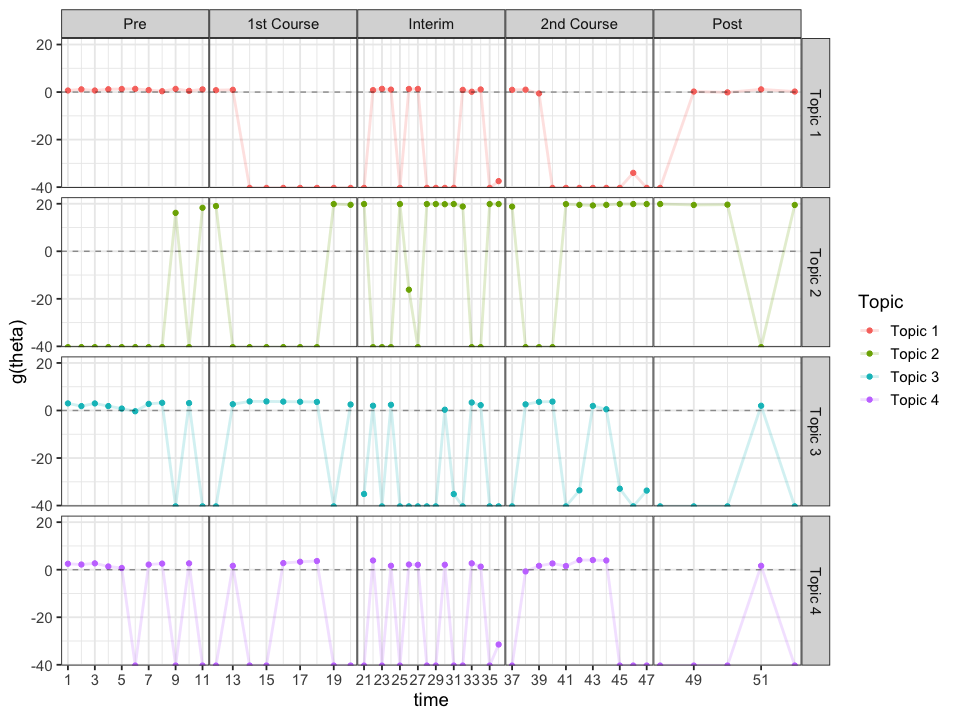 Pre 1st Course Interim 2nd Course Post
20
0
-20
-40
Topic 1
20
0
-20
-40
Topic 2
20
0
-20
-40
Topic 3
20
0
-20
-40
Topic 4
g(theta)
1 3 5 7 9 11 13 15 17 19 21 23 25 27 29 31 33 35 37 39 41 43 45 47 49 51
time
Topic
Topic 1
Topic 2
Topic 3
Topic 4